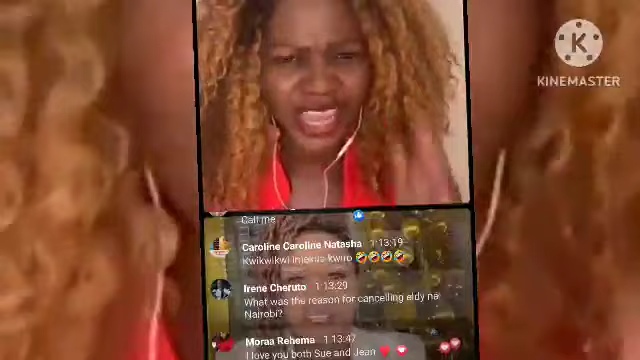 K
KINEMASTER
Call me
Caroline Caroline Natasha 1:13:19
Kwikwikwi imekua kwiro 🤣🤣🤣🤣
Irene Cheruto 1:13:29
What was the reason for cancelling eldy na
Nairobi?
Moraa Rehema 1:13:47
I love you both Sue and Jean ❤️